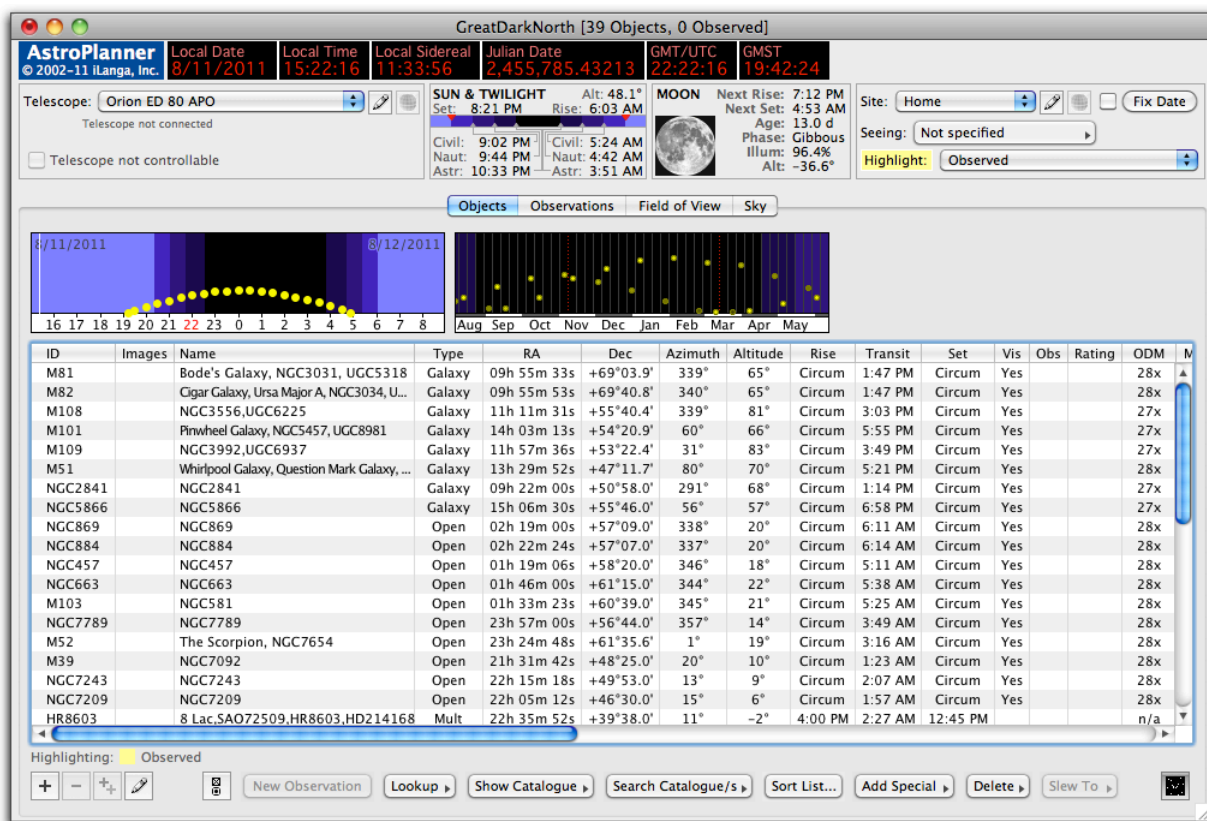 GreatDarkNorth [39 Objects, 0 Observed]
AstroPlanner Local Date Local Time Local Sidereal Julian Date GMT/UTC GMST
© 2002-11 iLanga, Inc. 8/11/2011 15:22:16 11:33:56 2,455,785.43213 22:22:16 19:42:24
Telescope: Orion ED 80 APO
Telescope not connected
Telescope not controllable
SUN & TWILIGHT Alt: 48.1°
Set: 8:21 PM Rise: 6:03 AM
Civil: 9:02 PM Civil: 5:24 AM
Naut: 9:44 PM Naut: 4:42 AM
Astr: 10:33 PM Astr: 3:51 AM
MOON Next Rise: 7:12 PM
Next Set: 4:53 AM
Age: 13.0 d
Phase: Gibbous
Illum: 96.4%
Alt: -36.6°
Site: Home Fix Date
Seeing: Not specified
Highlight: Observed
Objects Observations Field of View Sky
8/11/2011 8/12/2011
16 17 18 19 20 21 22 23 0 1 2 3 4 5 6 7 8
Aug Sep Oct Nov Dec Jan Feb Mar Apr May
ID Images Name Type RA Dec Azimuth Altitude Rise Transit Set Vis Obs Rating ODM M
M81 Bode's Galaxy, NGC3031, UGC5318 Galaxy 09h 55m 33s +69°03.9' 339° 65° Circum 1:47 PM Circum Yes 28x
M82 Cigar Galaxy, Ursa Major A, NGC3034, U... Galaxy 09h 55m 53s +69°40.8' 340° 65° Circum 1:47 PM Circum Yes 28x
M108 NGC3556,UGC6225 Galaxy 11h 11m 31s +55°40.4' 339° 81° Circum 3:03 PM Circum Yes 27x
M101 Pinwheel Galaxy, NGC5457, UGC8981 Galaxy 14h 03m 13s +54°20.9' 60° 66° Circum 5:55 PM Circum Yes 27x
M109 NGC3992,UGC6937 Galaxy 11h 57m 36s +53°22.4' 31° 83° Circum 3:49 PM Circum Yes 27x
M51 Whirlpool Galaxy, Question Mark Galaxy, ... Galaxy 13h 29m 52s +47°11.7' 80° 70° Circum 5:21 PM Circum Yes 28x
NGC2841 NGC2841 Galaxy 09h 22m 00s +50°58.0' 291° 68° Circum 1:14 PM Circum Yes 27x
NGC5866 NGC5866 Galaxy 15h 06m 30s +55°46.0' 56° 57° Circum 6:58 PM Circum Yes 27x
NGC869 NGC869 Open 02h 19m 00s +57°09.0' 338° 20° Circum 6:11 AM Circum Yes 28x
NGC884 NGC884 Open 02h 22m 24s +57°07.0' 337° 20° Circum 6:14 AM Circum Yes 28x
NGC457 NGC457 Open 01h 19m 06s +58°20.0' 346° 18° Circum 5:11 AM Circum Yes 28x
NGC663 NGC663 Open 01h 46m 00s +61°15.0' 344° 22° Circum 5:38 AM Circum Yes 28x
M103 NGC581 Open 01h 33m 23s +60°39.0' 345° 21° Circum 5:25 AM Circum Yes 28x
NGC7789 NGC7789 Open 23h 57m 00s +56°44.0' 357° 14° Circum 3:49 AM Circum Yes 28x
M52 The Scorpion, NGC7654 Open 23h 24m 48s +61°35.6' 1° 19° Circum 3:16 AM Circum Yes 28x
M39 NGC7092 Open 21h 31m 42s +48°25.0' 20° 10° Circum 1:23 AM Circum Yes 28x
NGC7243 NGC7243 Open 22h 15m 18s +49°53.0' 13° 9° Circum 2:07 AM Circum Yes 28x
NGC7209 NGC7209 Open 22h 05m 12s +46°30.0' 15° 6° Circum 1:57 AM Circum Yes 28x
HR8603 8 Lac,SAO72509,HR8603,HD214168 Mult 22h 35m 52s +39°38.0' 11° -2° 4:00 PM 2:27 AM 12:45 PM n/a
Highlighting: Observed
New Observation Lookup Show Catalogue Search Catalogue/s Sort List... Add Special Delete Slew To